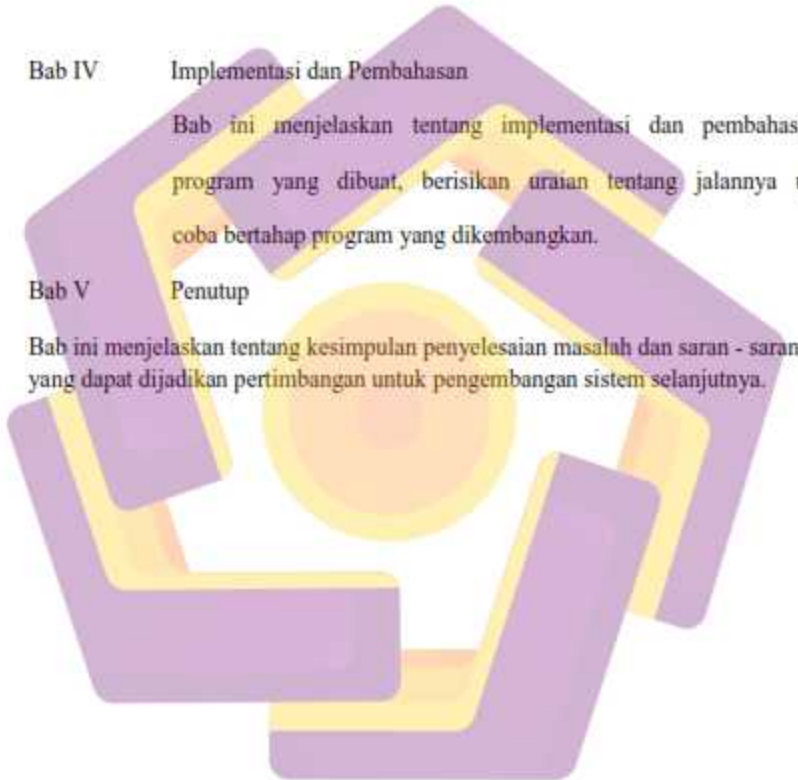 Bab IV Implementasi dan Pembahasan
Bab ini menjelaskan tentang implementasi dan pembahas
program yang dibuat, berisikan uraian tentang jalannya
coba bertahap program yang dikembangkan.
Bab V Penutup
Bab ini menjelaskan tentang kesimpulan penyelesaian masalah dan saran - saran
yang dapat dijadikan pertimbangan untuk pengembangan sistem selanjutnya.